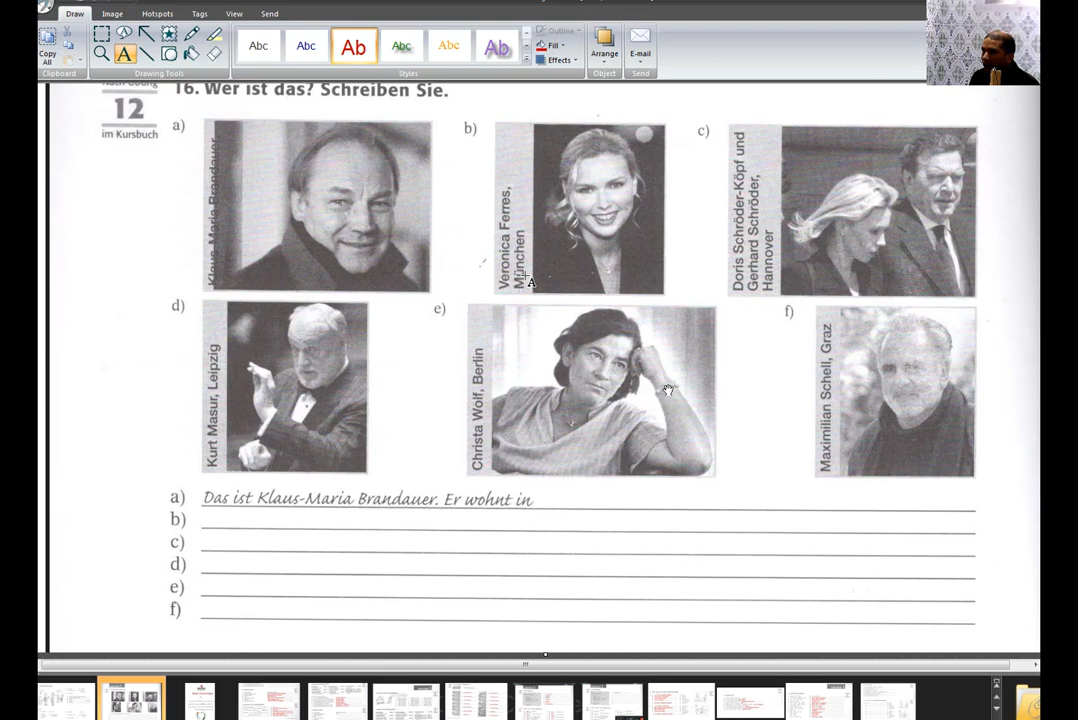 Draw Image Hotspots Tags View Send
Copy
All
Abc Abc Ab Abc Abc Ab
Outline
Fill
Effects
Arrange
E-mail
Clipboard Drawing Tools Styles Object Send
12
im Kursbuch
16. Wer ist das? Schreiben Sie.
a)
Klaus-Maria Brandauer
b)
Veronica Ferres,
München
c)
Doris Schröder-Köpf und
Gerhard Schröder,
Hannover
d)
Kurt Masur, Leipzig
e)
Christa Wolf, Berlin
f)
Maximilian Schell, Graz
a) Das ist Klaus-Maria Brandauer. Er wohnt in
b)
c)
d)
e)
f)